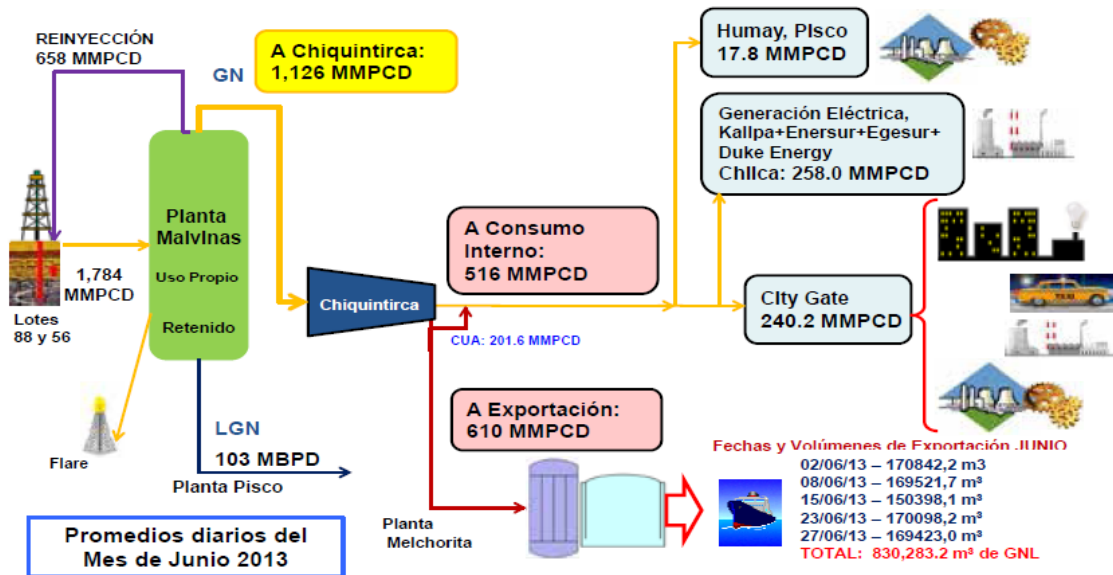 REINYECCIÓN
658 MMPCD
GN
A Chiquintirca:
1,126 MMPCD
Humay, PIsco
17.8 MMPCD
Generación Eléctrica,
Kallpa+Enersur+Egesur+
Duke Energy
Chilca: 258.0 MMPCD
Planta
Malvinas
Uso Propio
Retenido
1,784
MMPCD
Lotes
88 y 56
Chiquintirca
A Consumo
Interno:
516 MMPCD
City Gate
240.2 MMPCD
TAXI
CUA: 201.6 MMPCD
A Exportación:
610 MMPCD
Flare
LGN
103 MBPD
Planta Pisco
Planta
Melchorita
Fechas y Volúmenes de Exportación JUNIO
02/06/13 – 170842,2 m3
08/06/13 – 169521,7 m³
15/06/13 – 150398,1 m³
23/06/13 – 170098,2 m³
27/06/13 – 169423,0 m³
TOTAL: 830,283.2 m³ de GNL
Promedios diarios del
Mes de Junio 2013